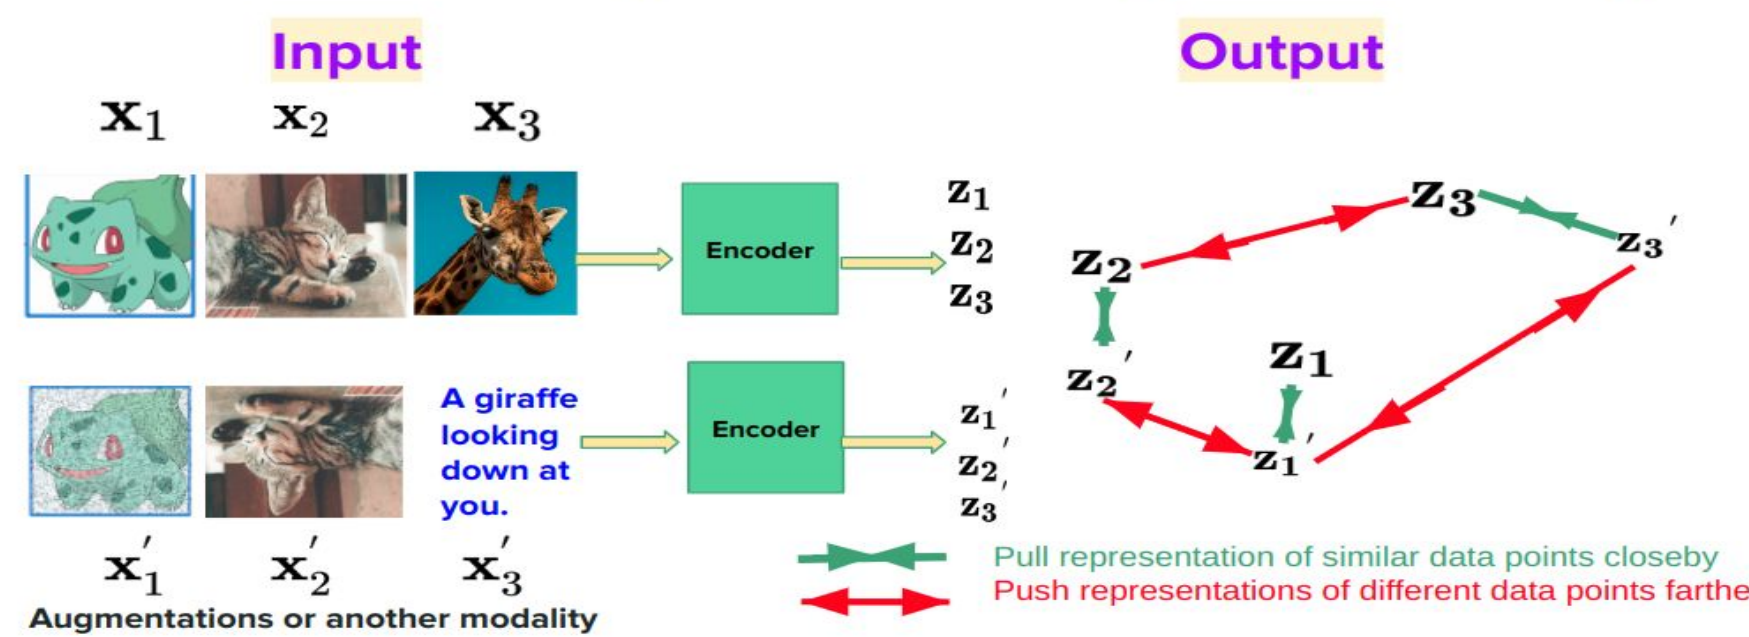 Input
Output
x₁ x₂ x₃
Encoder
z₁
z₂
z₃
A giraffe
looking
down at
you.
Encoder
z₁′
z₂′
z₃′
x₁′ x₂′ x₃′
Augmentations or another modality
z₃
z₃′
z₂
z₂′
z₁
z₁′
Pull representation of similar data points closeby
Push representations of different data points farthe